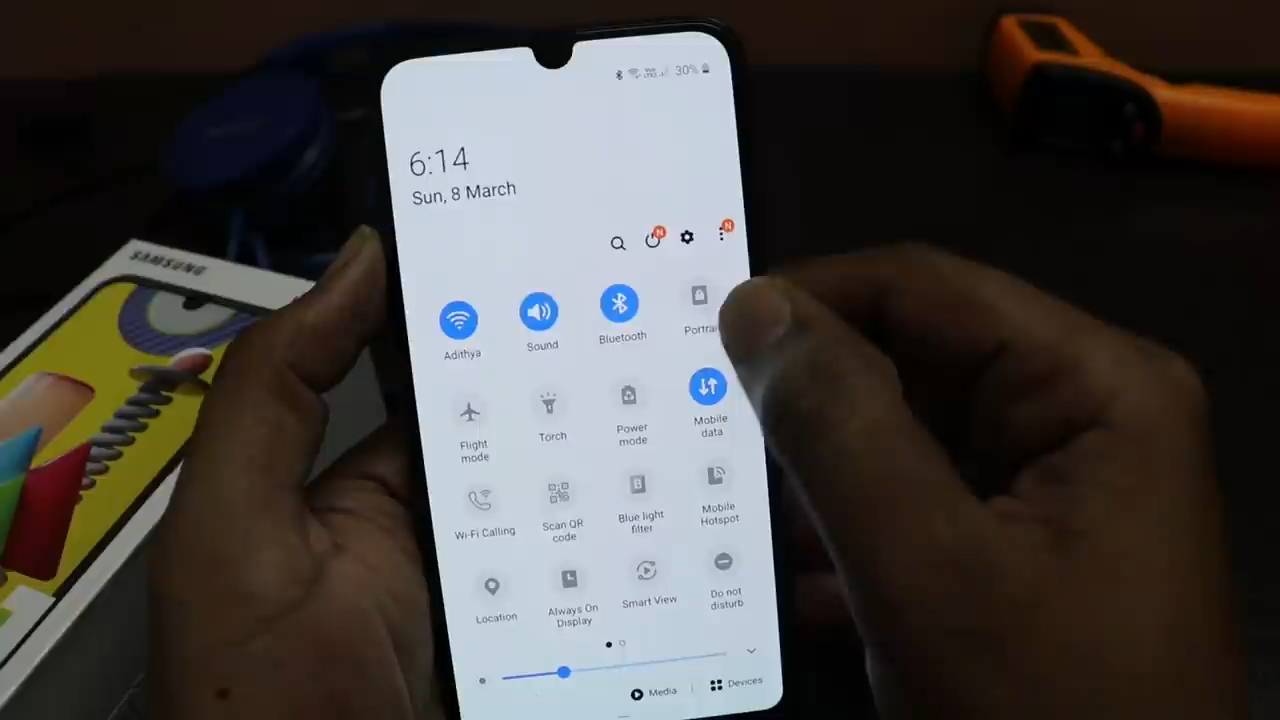 SAMSUNG
30%
6:14
Sun, 8 March
N
N
Adithya
Sound
Bluetooth
Flight
mode
Torch
Power
mode
Mobile
data
Wi-Fi Calling
Scan QR
code
Blue light
filter
Mobile
Hotspot
Location
Always On
Display
Smart View
Do not
disturb
Media
Devices